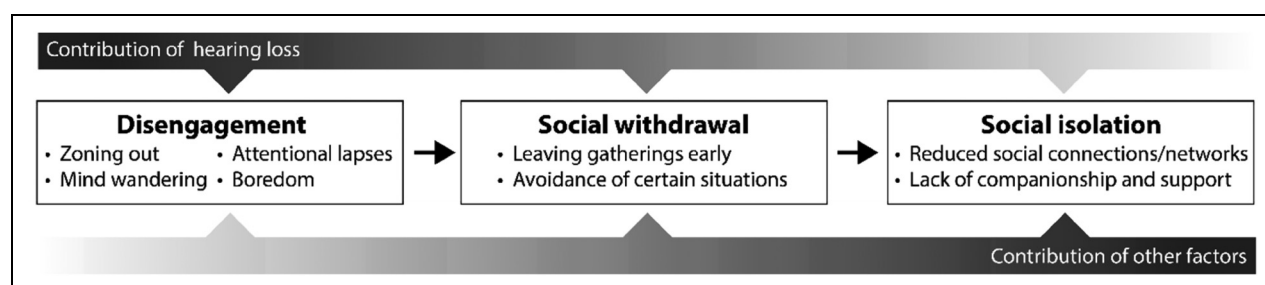 Contribution of hearing loss
Disengagement
• Zoning out • Attentional lapses
• Mind wandering • Boredom
Social withdrawal
• Leaving gatherings early
• Avoidance of certain situations
Social isolation
• Reduced social connections/networks
• Lack of companionship and support
Contribution of other factors